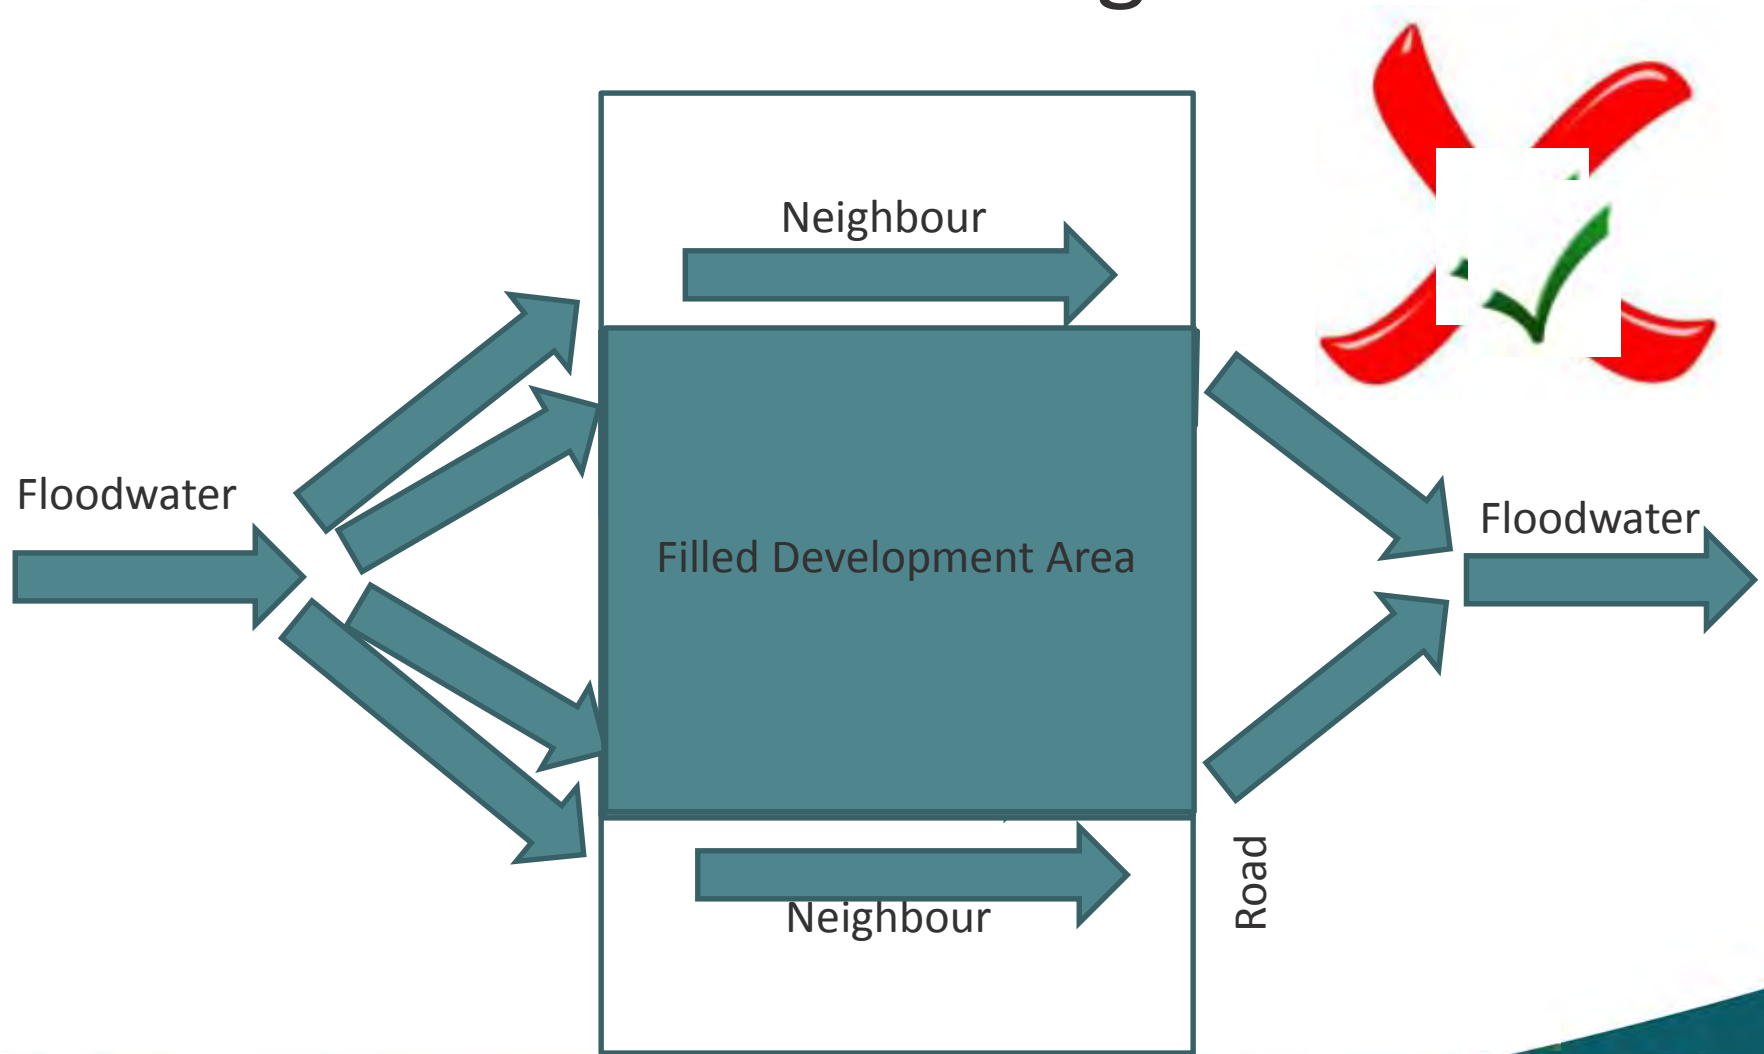 Neighbour
Floodwater
Floodwater
Filled Development Area
Road
Neighbour